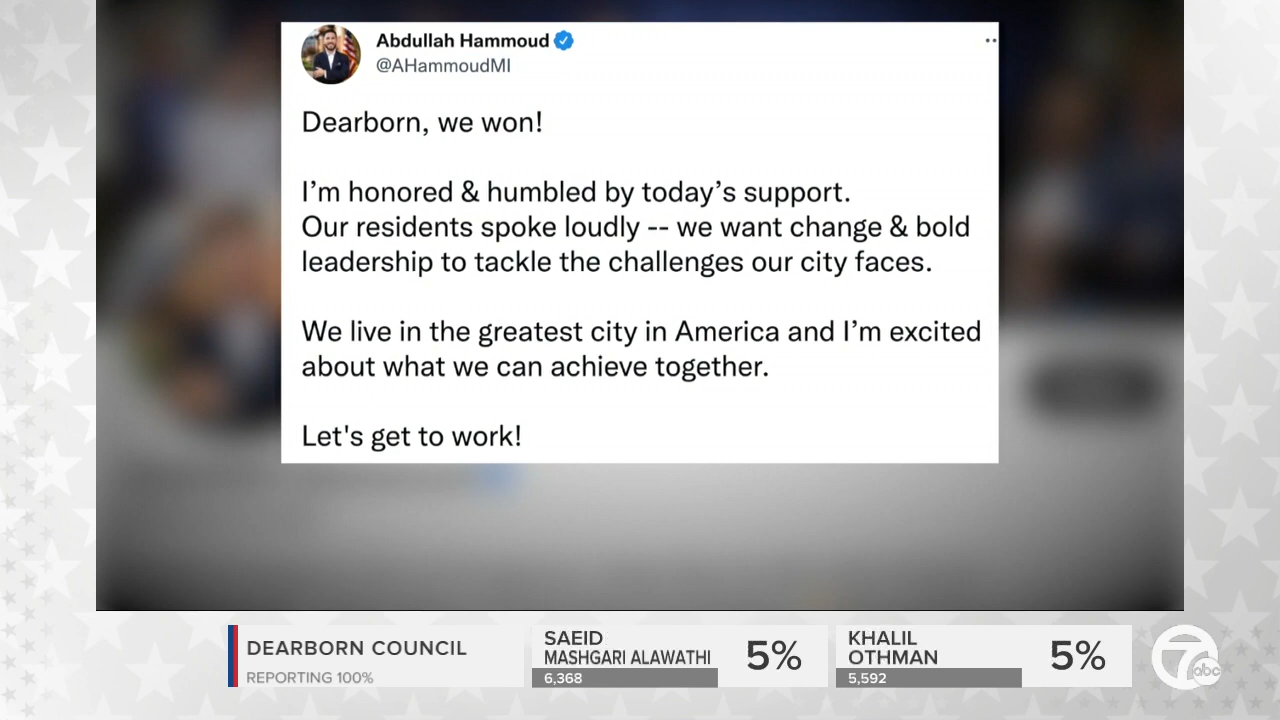 Abdullah Hammoud
@AHammoudMI
Dearborn, we won!
I’m honored & humbled by today’s support.
Our residents spoke loudly -- we want change & bold
leadership to tackle the challenges our city faces.
We live in the greatest city in America and I’m excited
about what we can achieve together.
Let's get to work!
DEARBORN COUNCIL
REPORTING 100%
SAEID
MASHGARI ALAWATHI
5%
6,368
KHALIL
OTHMAN
5%
5,592
7 abc